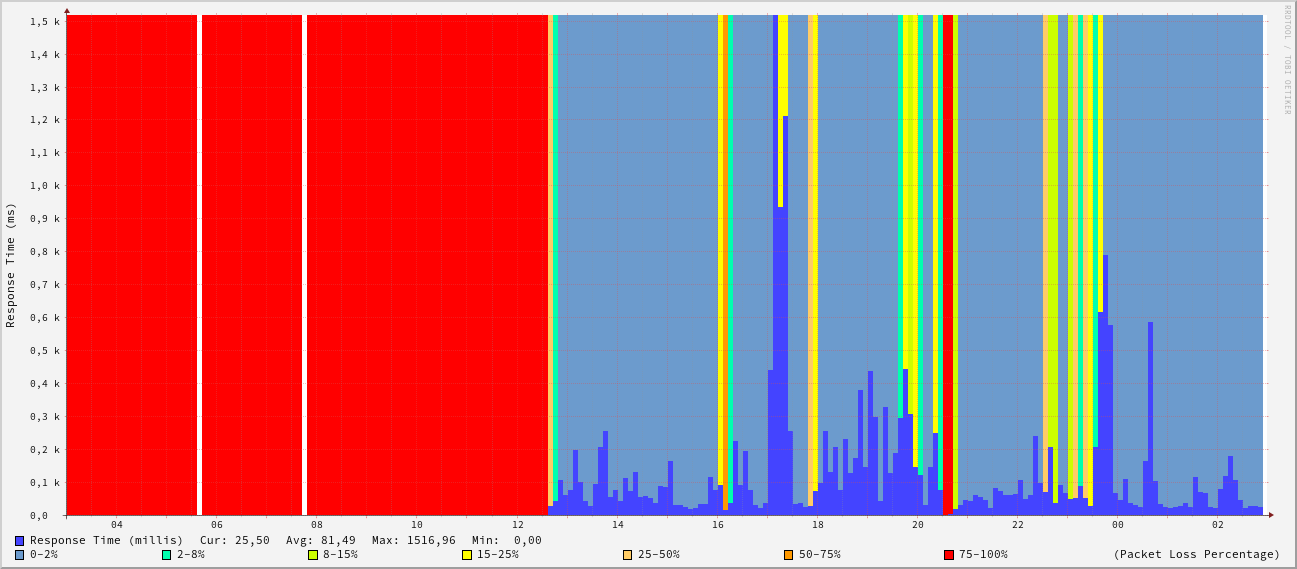 RRDTOOL / TOBI OETIKER
Response Time (ms)
1,5 k
1,4 k
1,3 k
1,2 k
1,1 k
1,0 k
0,9 k
0,8 k
0,7 k
0,6 k
0,5 k
0,4 k
0,3 k
0,2 k
0,1 k
0,0
04 06 08 10 12 14 16 18 20 22 00 02
Response Time (millis) Cur: 25,50 Avg: 81,49 Max: 1516,96 Min: 0,00
0-2% 2-8% 8-15% 15-25% 25-50% 50-75% 75-100% (Packet Loss Percentage)